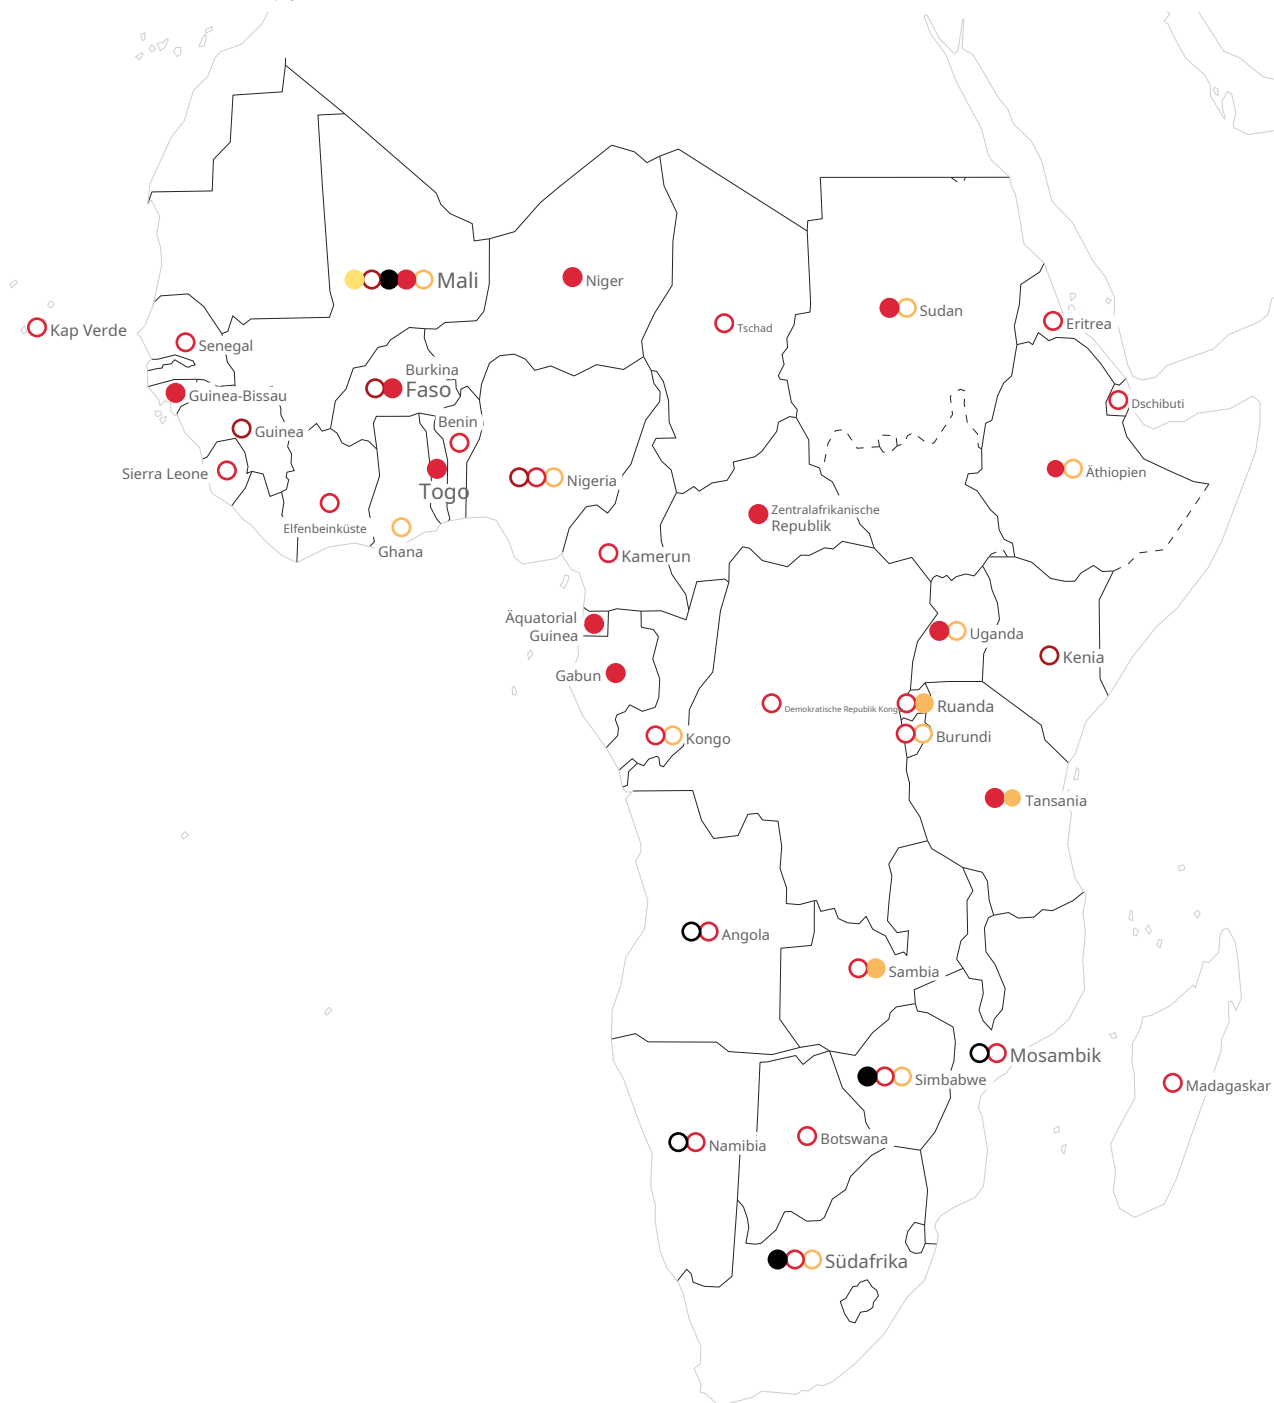 Mali
Niger
Sudan
Eritrea
Kap Verde
Tschad
Senegal
Burkina
Faso
Guinea-Bissau
Dschibuti
Benin
Guinea
Sierra Leone
Äthiopien
Nigeria
Togo
Zentralafrikanische
Republik
Elfenbeinküste
Ghana
Kamerun
Äquatorial
Guinea
Uganda
Kenia
Gabun
Demokratische Republik Kongo
Ruanda
Kongo
Burundi
Tansania
Angola
Sambia
Mosambik
Simbabwe
Madagaskar
Botswana
Namibia
Südafrika